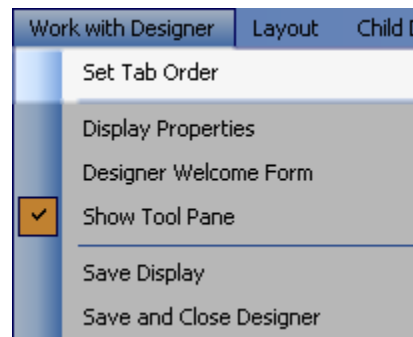 Work with Designer Layout Child
Set Tab Order
Display Properties
Designer Welcome Form
Show Tool Pane
Save Display
Save and Close Designer